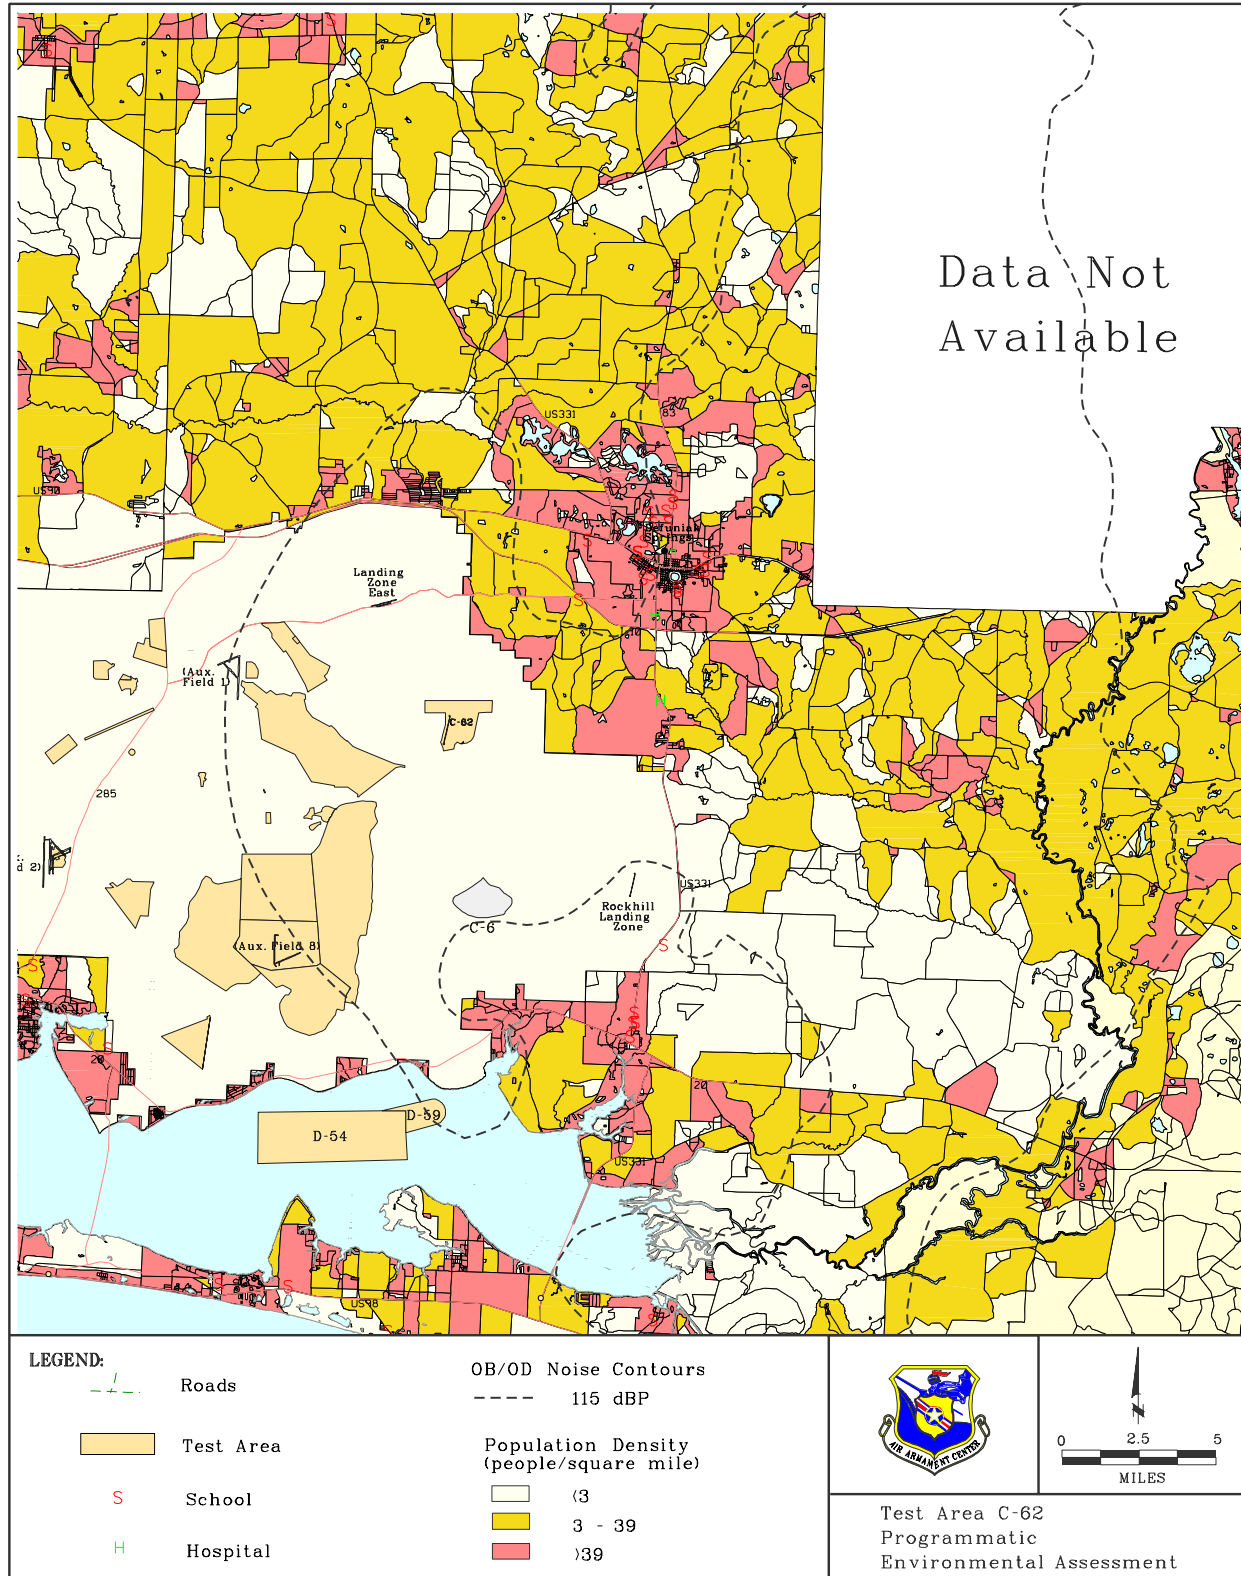 Data Not
Available
US331
83
US90
Defuniak
Springs
Landing
Zone
East
US10
(Aux.
Field 1)
C-62
285
d 2)
US331
Rockhill
Landing
Zone
C-6
(Aux. Field 8)
S
H
20
20
D-59
D-54
US331
US98
LEGEND:
Roads
Test Area
S School
H Hospital
OB/OD Noise Contours
115 dBP
Population Density
(people/square mile)
<3
3 - 39
>39
AIR ARMAMENT CENTER
0 2.5 5
MILES
Test Area C-62
Programmatic
Environmental Assessment